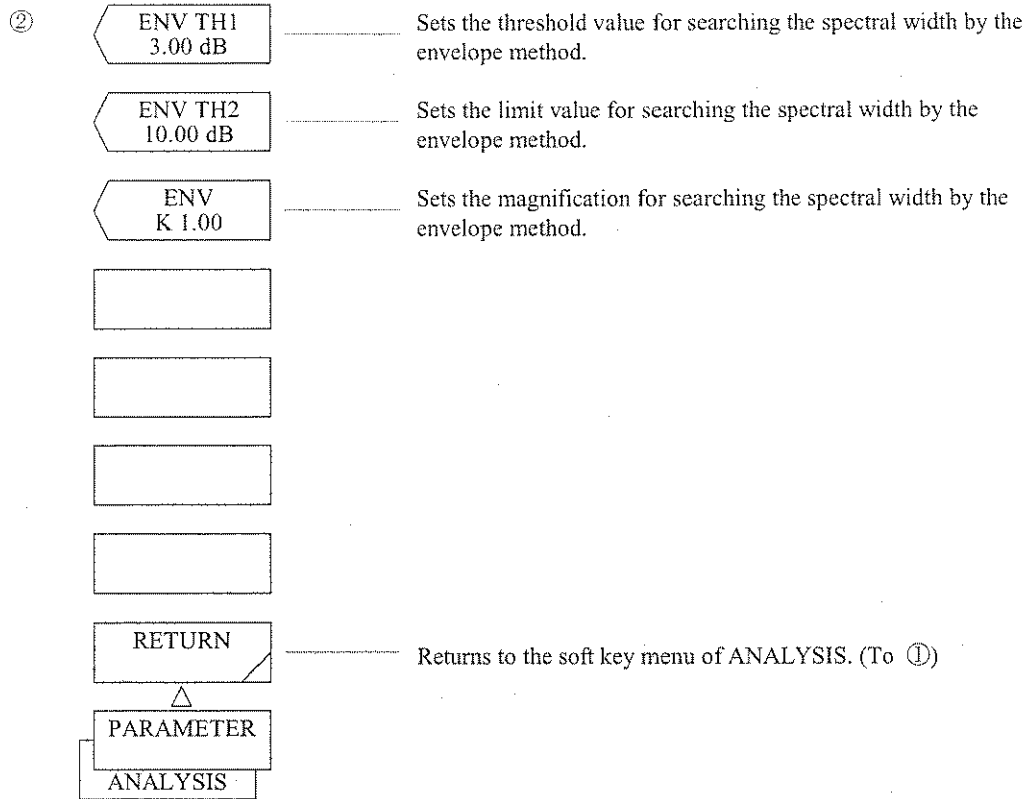 ②
ENV TH1
3.00 dB
Sets the threshold value for searching the spectral width by the
envelope method.
ENV TH2
10.00 dB
Sets the limit value for searching the spectral width by the
envelope method.
ENV
K 1.00
Sets the magnification for searching the spectral width by the
envelope method.
RETURN
Returns to the soft key menu of ANALYSIS. (To ①)
PARAMETER
ANALYSIS